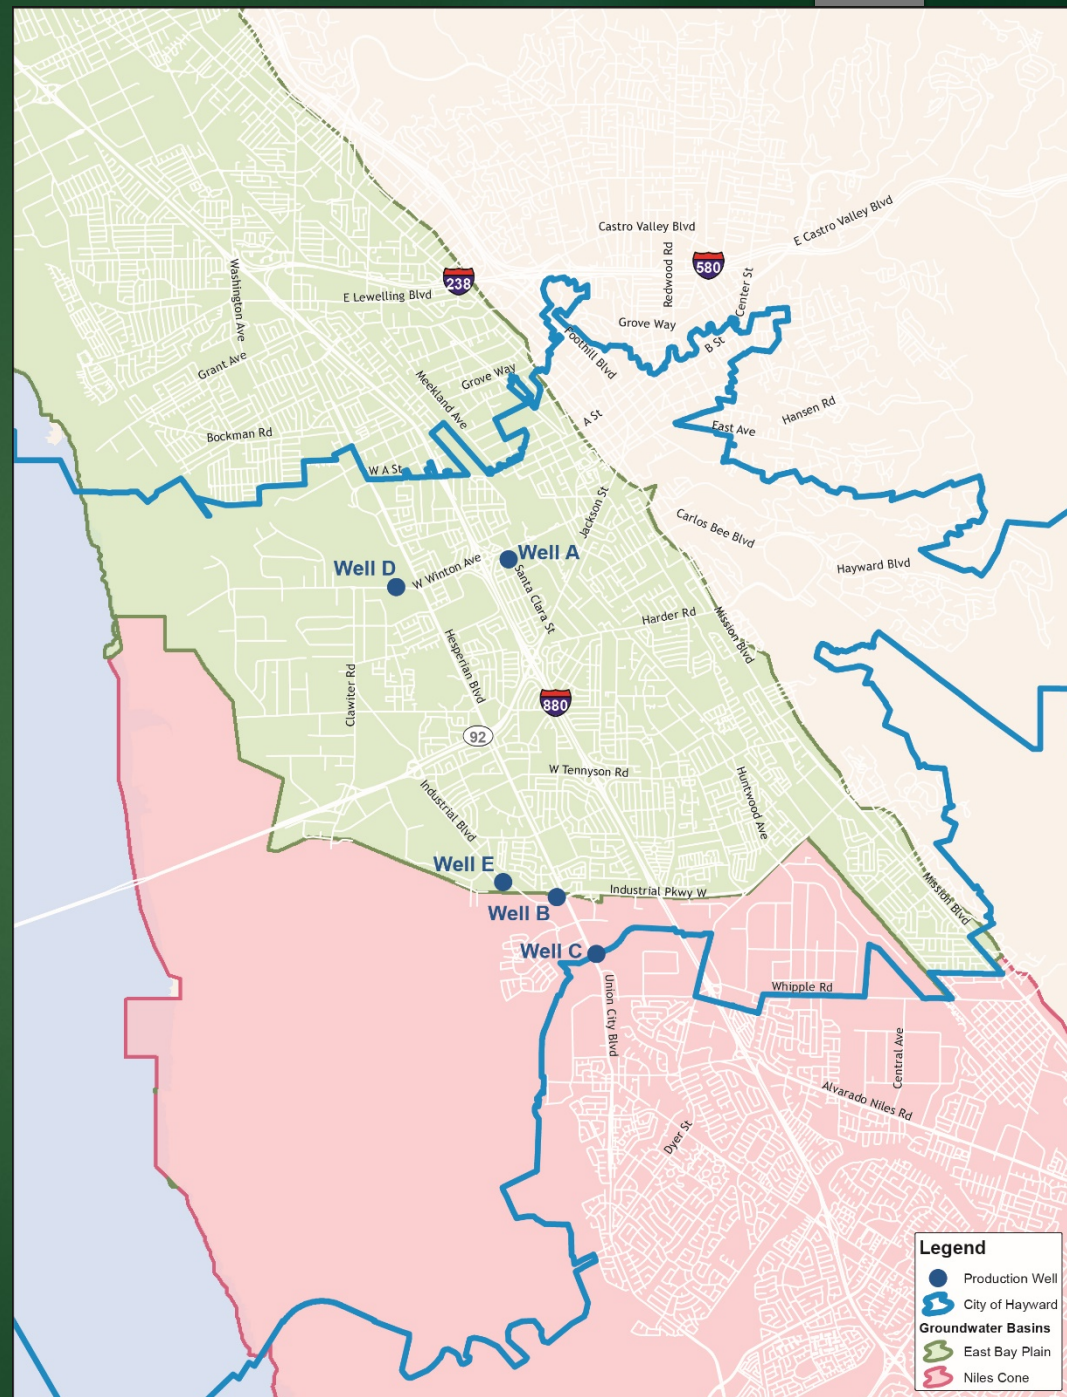 Castro Valley Blvd
E Castro Valley Blvd
Redwood Rd
580
Center St
238
E Lewelling Blvd
Washington Ave
Grove Way
Foothill Blvd
B St
Grant Ave
Meekland Ave
Grove Way
Hansen Rd
A St
East Ave
Bockman Rd
W A St
Jackson St
Carlos Bee Blvd
Well A
Hayward Blvd
Well D
W Winton Ave
Santa Clara St
Harder Rd
Mission Blvd
Hesperian Blvd
Clawiter Rd
880
92
W Tennyson Rd
Huntwood Ave
Industrial Blvd
Well E
Industrial Pkwy W
Mission Blvd
Well B
Well C
Whipple Rd
Union City Blvd
Central Ave
Alvarado Niles Rd
Dyer St
Legend
Production Well
City of Hayward
Groundwater Basins
East Bay Plain
Niles Cone